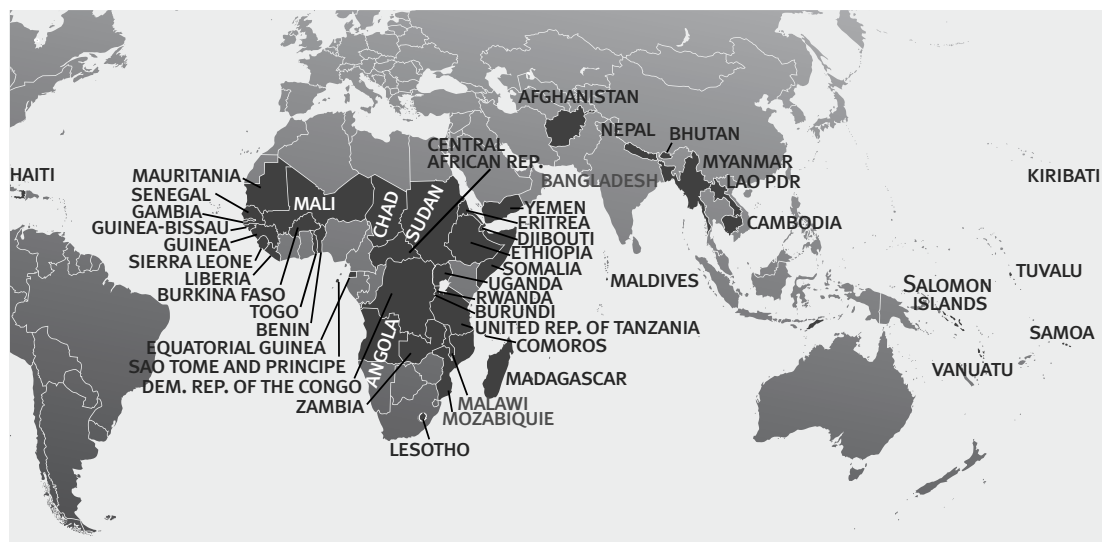 AFGHANISTAN
NEPAL
BHUTAN
CENTRAL
AFRICAN REP.
MYANMAR
HAITI
MAURITANIA
BANGLADESH
LAO PDR
KIRIBATI
SENEGAL
MALI
CHAD
SUDAN
YEMEN
GAMBIA
ERITREA
CAMBODIA
GUINEA-BISSAU
DJIBOUTI
GUINEA
ETHIOPIA
SIERRA LEONE
SOMALIA
LIBERIA
UGANDA
MALDIVES
TUVALU
BURKINA FASO
RWANDA
SOLOMON
ISLANDS
TOGO
BURUNDI
BENIN
UNITED REP. OF TANZANIA
SAMOA
EQUATORIAL GUINEA
COMOROS
SAO TOME AND PRINCIPE
ANGOLA
VANUATU
DEM. REP. OF THE CONGO
MADAGASCAR
ZAMBIA
MALAWI
MOZABIQUIE
LESOTHO